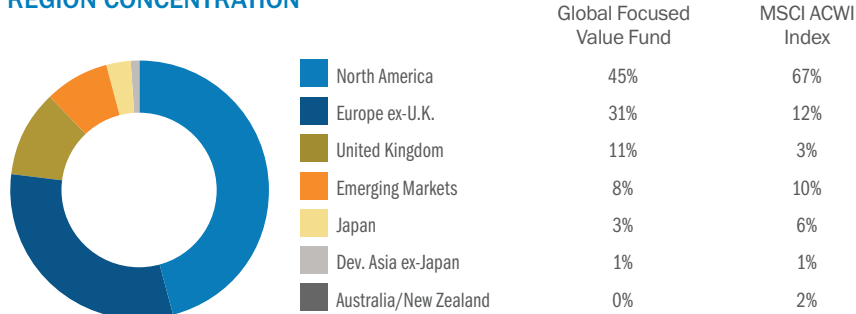 REGION CONCENTRATION
Global Focused Value Fund MSCI ACWI Index
North America 45% 67%
Europe ex-U.K. 31% 12%
United Kingdom 11% 3%
Emerging Markets 8% 10%
Japan 3% 6%
Dev. Asia ex-Japan 1% 1%
Australia/New Zealand 0% 2%